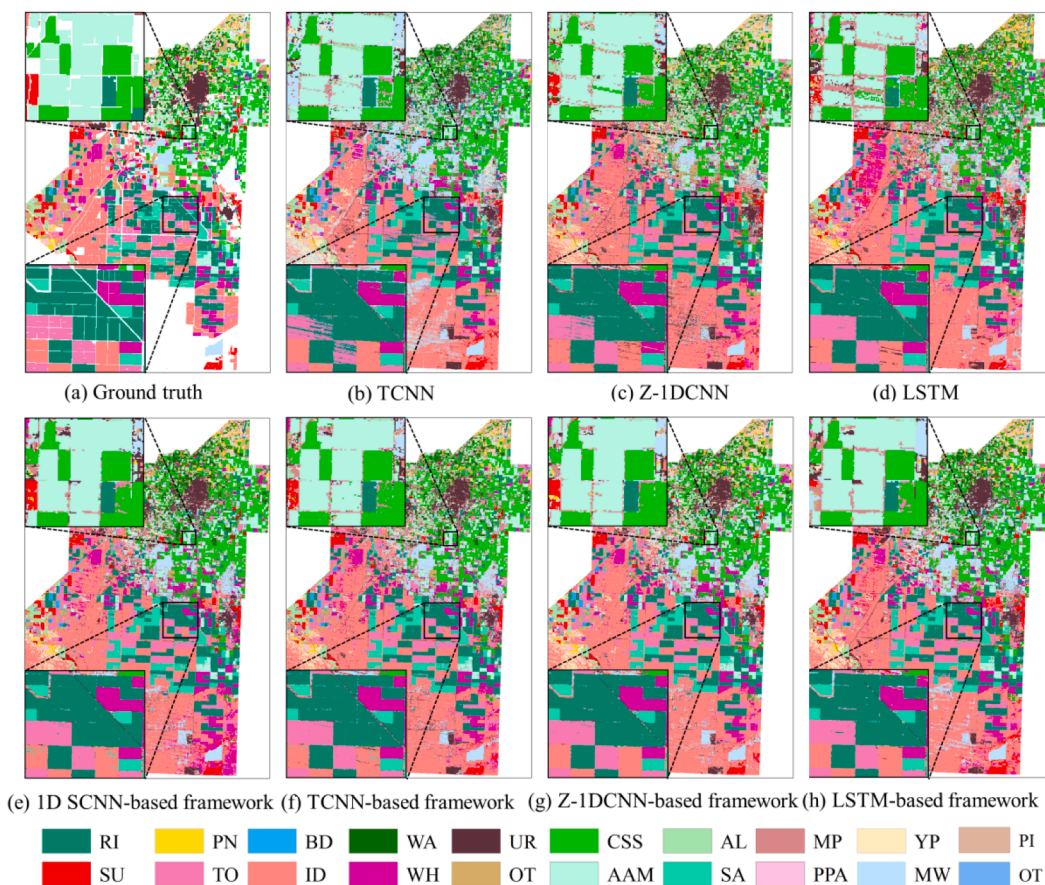 (a) Ground truth (b) TCNN (c) Z-1DCNN (d) LSTM
(e) 1D SCNN-based framework (f) TCNN-based framework (g) Z-1DCNN-based framework (h) LSTM-based framework
RI PN BD WA UR CSS AL MP YP PI
SU TO ID WH OT AAM SA PPA MW OT